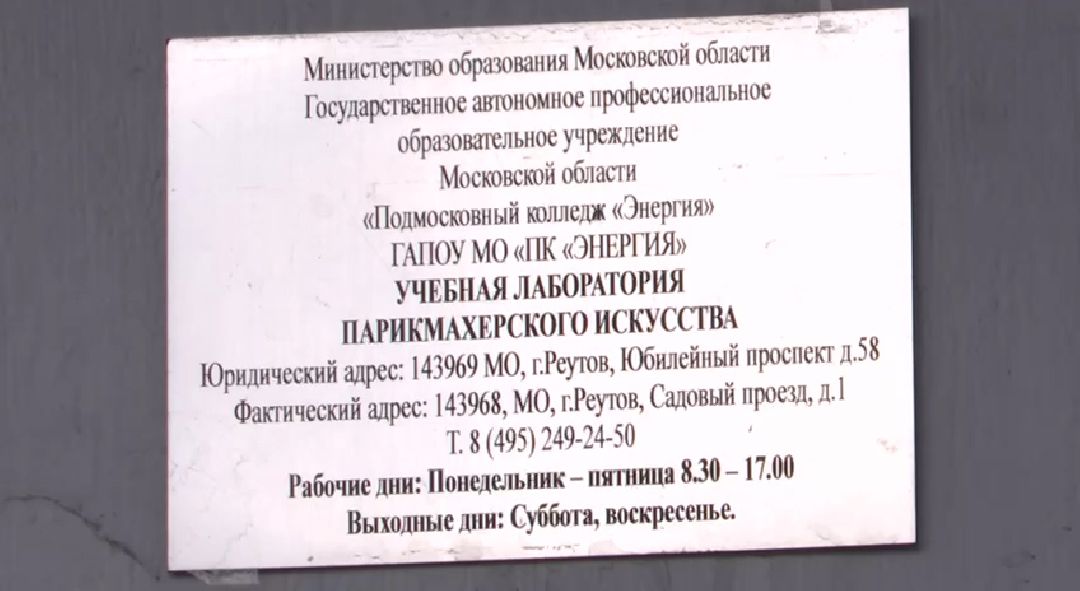 Министерство образования Московской области
Государственное автономное профессиональное
образовательное учреждение
Московской области
«Подмосковный колледж «Энергия»
ГАПОУ МО «ПК «ЭНЕРГИЯ»
УЧЕБНАЯ ЛАБОРАТОРИЯ
ПАРИКМАХЕРСКОГО ИСКУССТВА
Юридический адрес: 143969 МО, г.Реутов, Юбилейный проспект д.58
Фактический адрес: 143968, МО, г.Реутов, Садовый проезд, д.1
Т. 8 (495) 249-24-50
Рабочие дни: Понедельник – пятница 8.30 – 17.00
Выходные дни: Суббота, воскресенье.